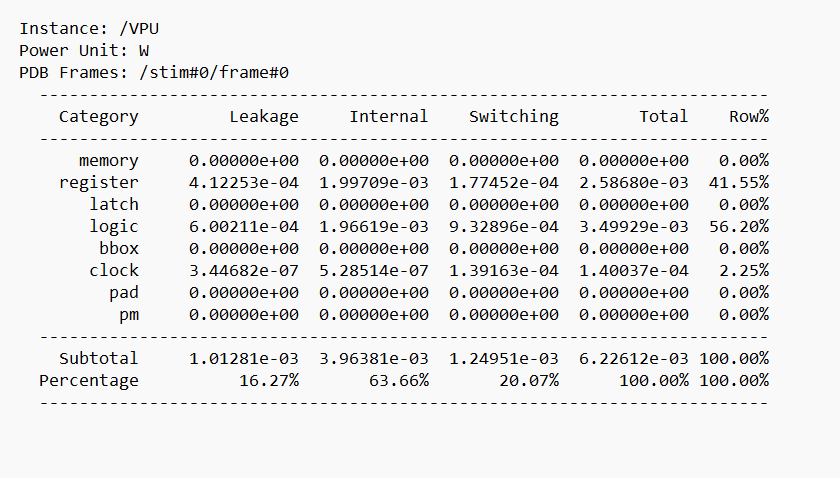 Instance: /VPU
Power Unit: W
PDB Frames: /stim#0/frame#0
-------------------------------------------------------------------------
Category         Leakage     Internal    Switching        Total    Row%
-------------------------------------------------------------------------
memory     0.00000e+00  0.00000e+00  0.00000e+00  0.00000e+00   0.00%
register     4.12253e-04  1.99709e-03  1.77452e-04  2.58680e-03  41.55%
latch     0.00000e+00  0.00000e+00  0.00000e+00  0.00000e+00   0.00%
logic     6.00211e-04  1.96619e-03  9.32896e-04  3.49929e-03  56.20%
bbox     0.00000e+00  0.00000e+00  0.00000e+00  0.00000e+00   0.00%
clock     3.44682e-07  5.28514e-07  1.39163e-04  1.40037e-04   2.25%
pad     0.00000e+00  0.00000e+00  0.00000e+00  0.00000e+00   0.00%
pm     0.00000e+00  0.00000e+00  0.00000e+00  0.00000e+00   0.00%
-------------------------------------------------------------------------
Subtotal     1.01281e-03  3.96381e-03  1.24951e-03  6.22612e-03 100.00%
Percentage          16.27%       63.66%       20.07%      100.00% 100.00%
-------------------------------------------------------------------------